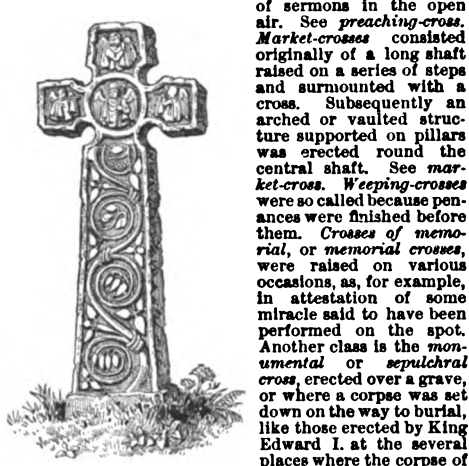 of sermons in the open
air. See preaching-cross.
Market-crosses consisted
originally of a long shaft
raised on a series of steps
and surmounted with a
cross. Subsequently an
arched or vaulted struc-
ture supported on pillars
was erected round the
central shaft. See mar-
ket-cross. Weeping-crosses
were so called because pen-
ances were finished before
them. Crosses of memo-
rial, or memorial crosses,
were raised on various
occasions, as, for example,
in attestation of some
miracle said to have been
performed on the spot.
Another class is the mon-
umental or sepulchral
cross, erected over a grave,
or where a corpse was set
down on the way to burial,
like those erected by King
Edward I. at the several
places where the corpse of